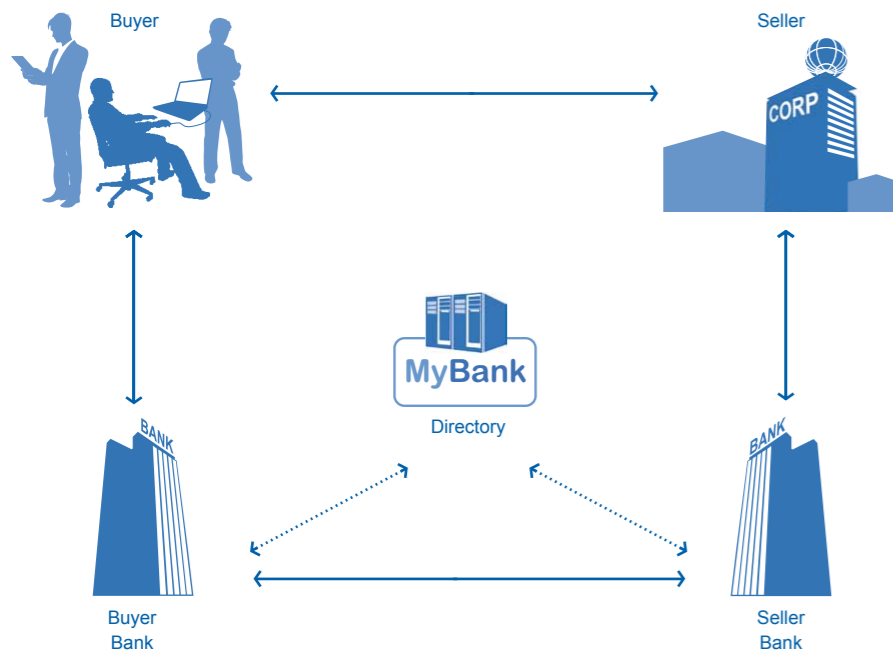 Buyer
Seller
CORP
MyBank
Directory
BANK
BANK
Buyer
Bank
Seller
Bank